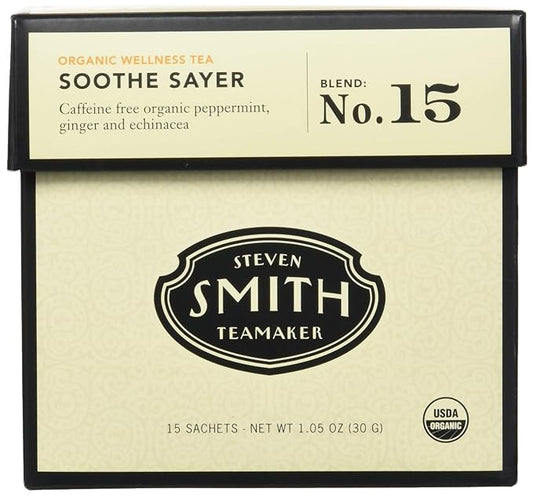 ORGANIC WELLNESS TEA
SOOTHE SAYER
Caffeine free organic peppermint,
ginger and echinacea
BLEND:
No. 15
STEVEN
SMITH
TEAMAKER
15 SACHETS - NET WT 1.05 OZ (30 G)
USDA
ORGANIC